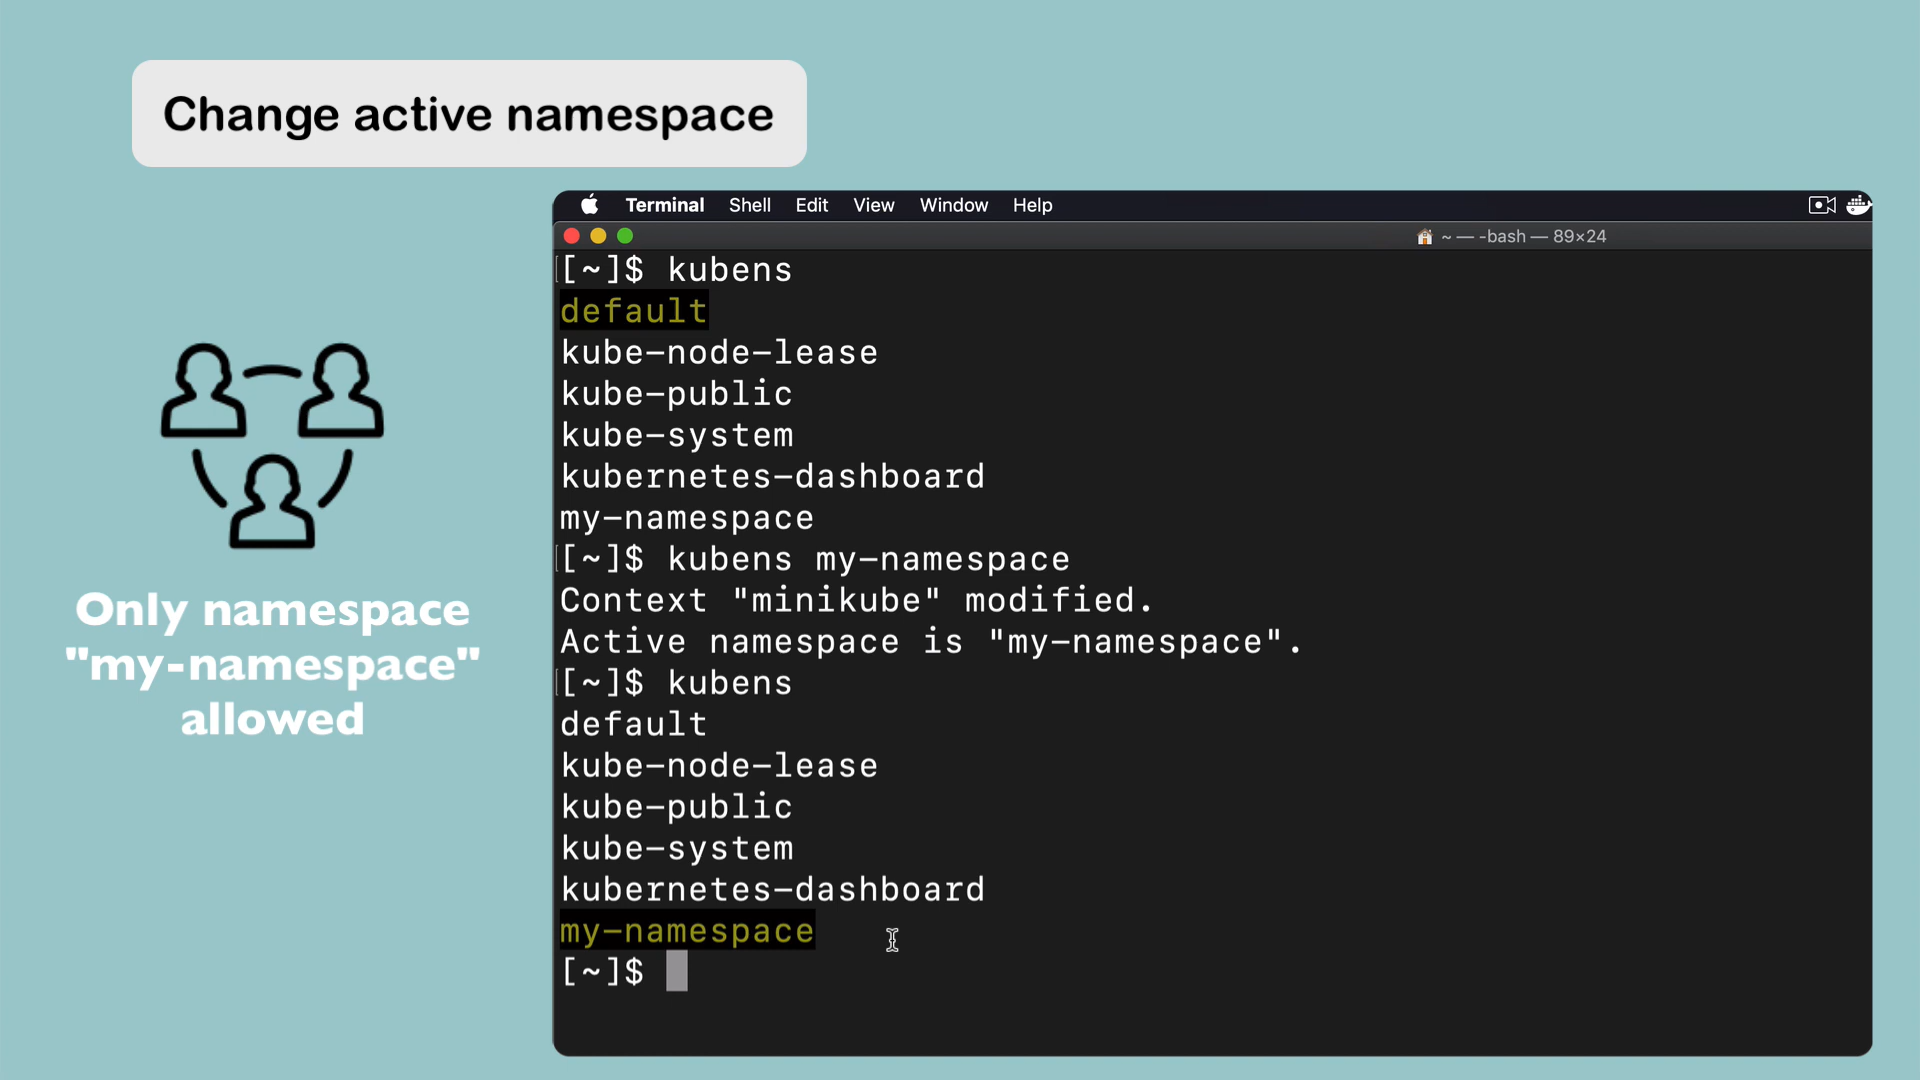 Change active namespace
Terminal Shell Edit View Window Help
~ — -bash — 89×24
[~]$ kubens
default
kube-node-lease
kube-public
kube-system
kubernetes-dashboard
my-namespace
[~]$ kubens my-namespace
Context "minikube" modified.
Active namespace is "my-namespace".
[~]$ kubens
default
kube-node-lease
kube-public
kube-system
kubernetes-dashboard
my-namespace
[~]$
Only namespace
"my-namespace"
allowed